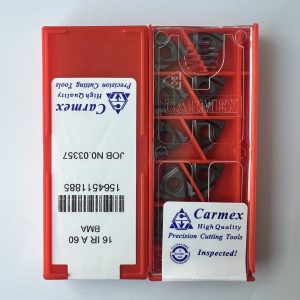 Carmex
High Quality
Precision Cutting Tools
JOB NO.03357
1564511885
16 IR A 60
BMA
CARMEX
Carmex
High Quality
Precision Cutting Tools
Inspected!